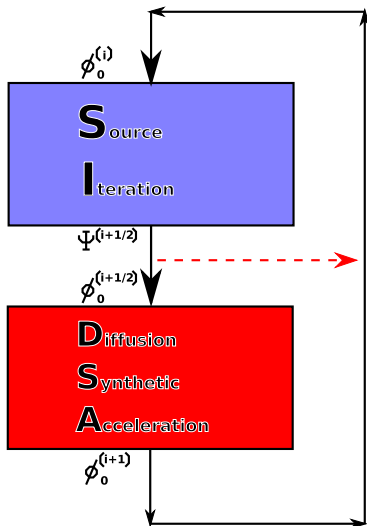 ϕ₀⁽ⁱ⁾
Source
Iteration
Ψ⁽ⁱ⁺¹ᐟ²⁾
ϕ₀⁽ⁱ⁺¹ᐟ²⁾
Diffusion
Synthetic
Acceleration
ϕ₀⁽ⁱ⁺¹⁾